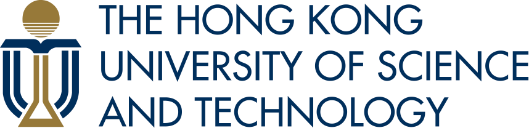 THE HONG KONG
UNIVERSITY OF SCIENCE
AND TECHNOLOGY